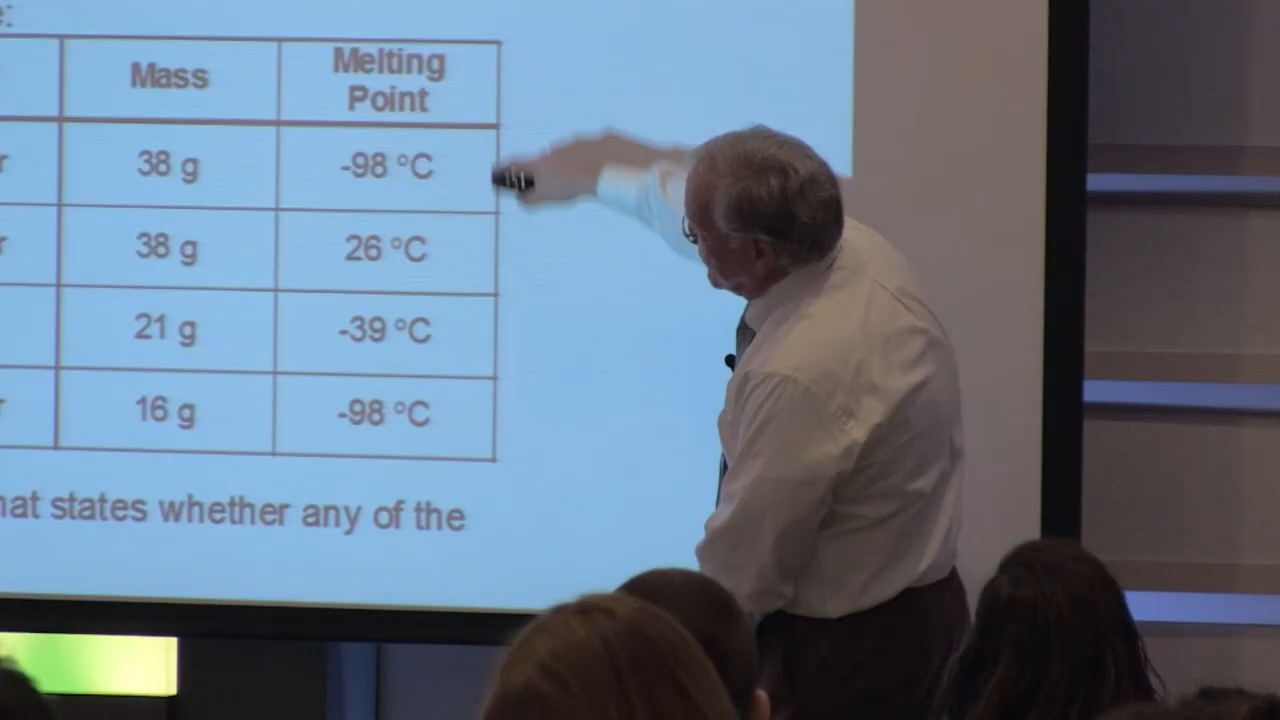 e:
Mass Melting Point
r 38 g -98 °C
r 38 g 26 °C
21 g -39 °C
r 16 g -98 °C
hat states whether any of the